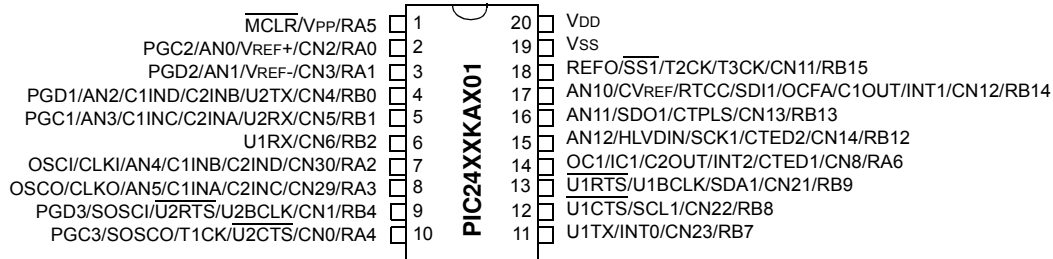 MCLR/VPP/RA5 1 20 VDD
PGC2/AN0/VREF+/CN2/RA0 2 19 VSS
PGD2/AN1/VREF-/CN3/RA1 3 18 REFO/SS1/T2CK/T3CK/CN11/RB15
PGD1/AN2/C1IND/C2INB/U2TX/CN4/RB0 4 17 AN10/CVREF/RTCC/SDI1/OCFA/C1OUT/INT1/CN12/RB14
PGC1/AN3/C1INC/C2INA/U2RX/CN5/RB1 5 16 AN11/SDO1/CTPLS/CN13/RB13
U1RX/CN6/RB2 6 15 AN12/HLVDIN/SCK1/CTED2/CN14/RB12
OSCI/CLKI/AN4/C1INB/C2IND/CN30/RA2 7 14 OC1/IC1/C2OUT/INT2/CTED1/CN8/RA6
OSCO/CLKO/AN5/C1INA/C2INC/CN29/RA3 8 13 U1RTS/U1BCLK/SDA1/CN21/RB9
PGD3/SOSCI/U2RTS/U2BCLK/CN1/RB4 9 12 U1CTS/SCL1/CN22/RB8
PGC3/SOSCO/T1CK/U2CTS/CN0/RA4 10 11 U1TX/INT0/CN23/RB7
PIC24XXKAX01